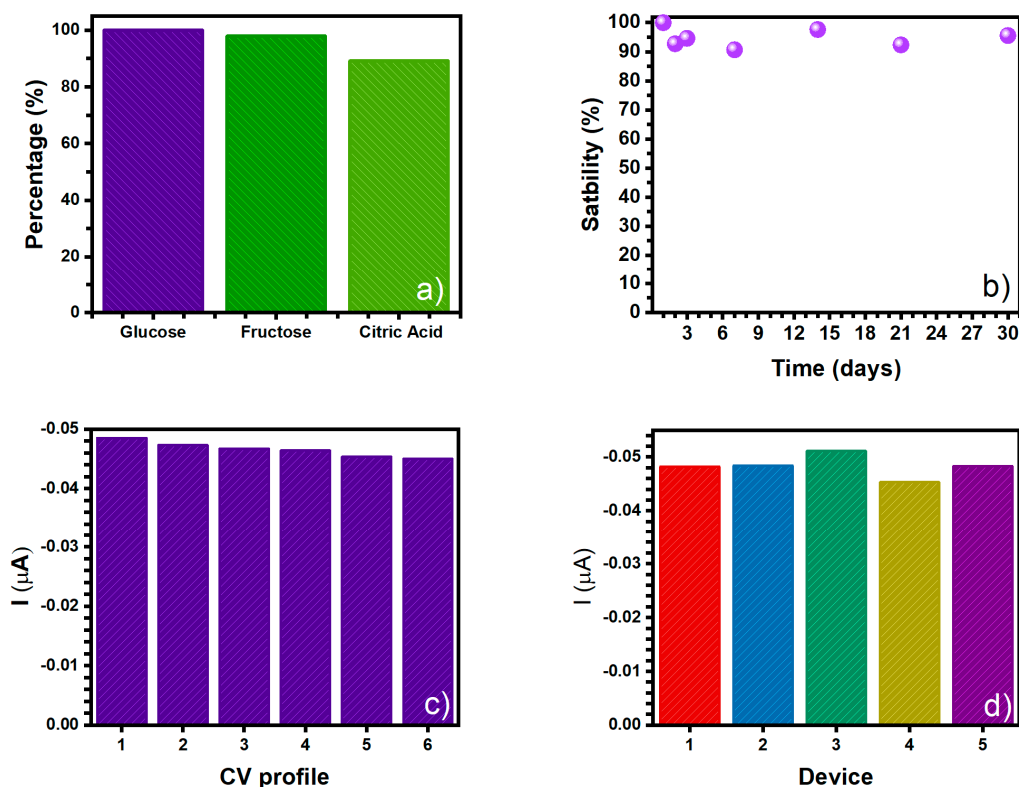 100
80
60
40
20
0
Percentage (%)
Glucose Fructose Citric Acid
a)
100
90
80
70
60
50
40
30
20
10
0
Satbility (%)
3 6 9 12 15 18 21 24 27 30
Time (days)
b)
-0.05
-0.04
-0.03
-0.02
-0.01
0.00
I (μA)
1 2 3 4 5 6
CV profile
c)
-0.05
-0.04
-0.03
-0.02
-0.01
0.00
I (μA)
1 2 3 4 5
Device
d)